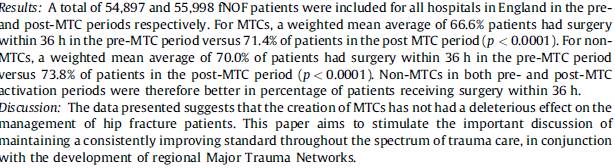 Results: A total of 54,897 and 55,998 fNOF patients were included for all hospitals in England in the pre-
and post-MTC periods respectively. For MTCs, a weighted mean average of 66.6% patients had surgery
within 36 h in the pre-MTC period versus 71.4% of patients in the post MTC period (p < 0.0001). For non-
MTCs, a weighted mean average of 70.0% of patients had surgery within 36 h in the pre-MTC period
versus 73.8% of patients in the post-MTC period (p < 0.0001). Non-MTCs in both pre- and post-MTC
activation periods were therefore better in percentage of patients receiving surgery within 36 h.
Discussion: The data presented suggests that the creation of MTCs has not had a deleterious effect on the
management of hip fracture patients. This paper aims to stimulate the important discussion of
maintaining a consistently improving standard throughout the spectrum of trauma care, in conjunction
with the development of regional Major Trauma Networks.